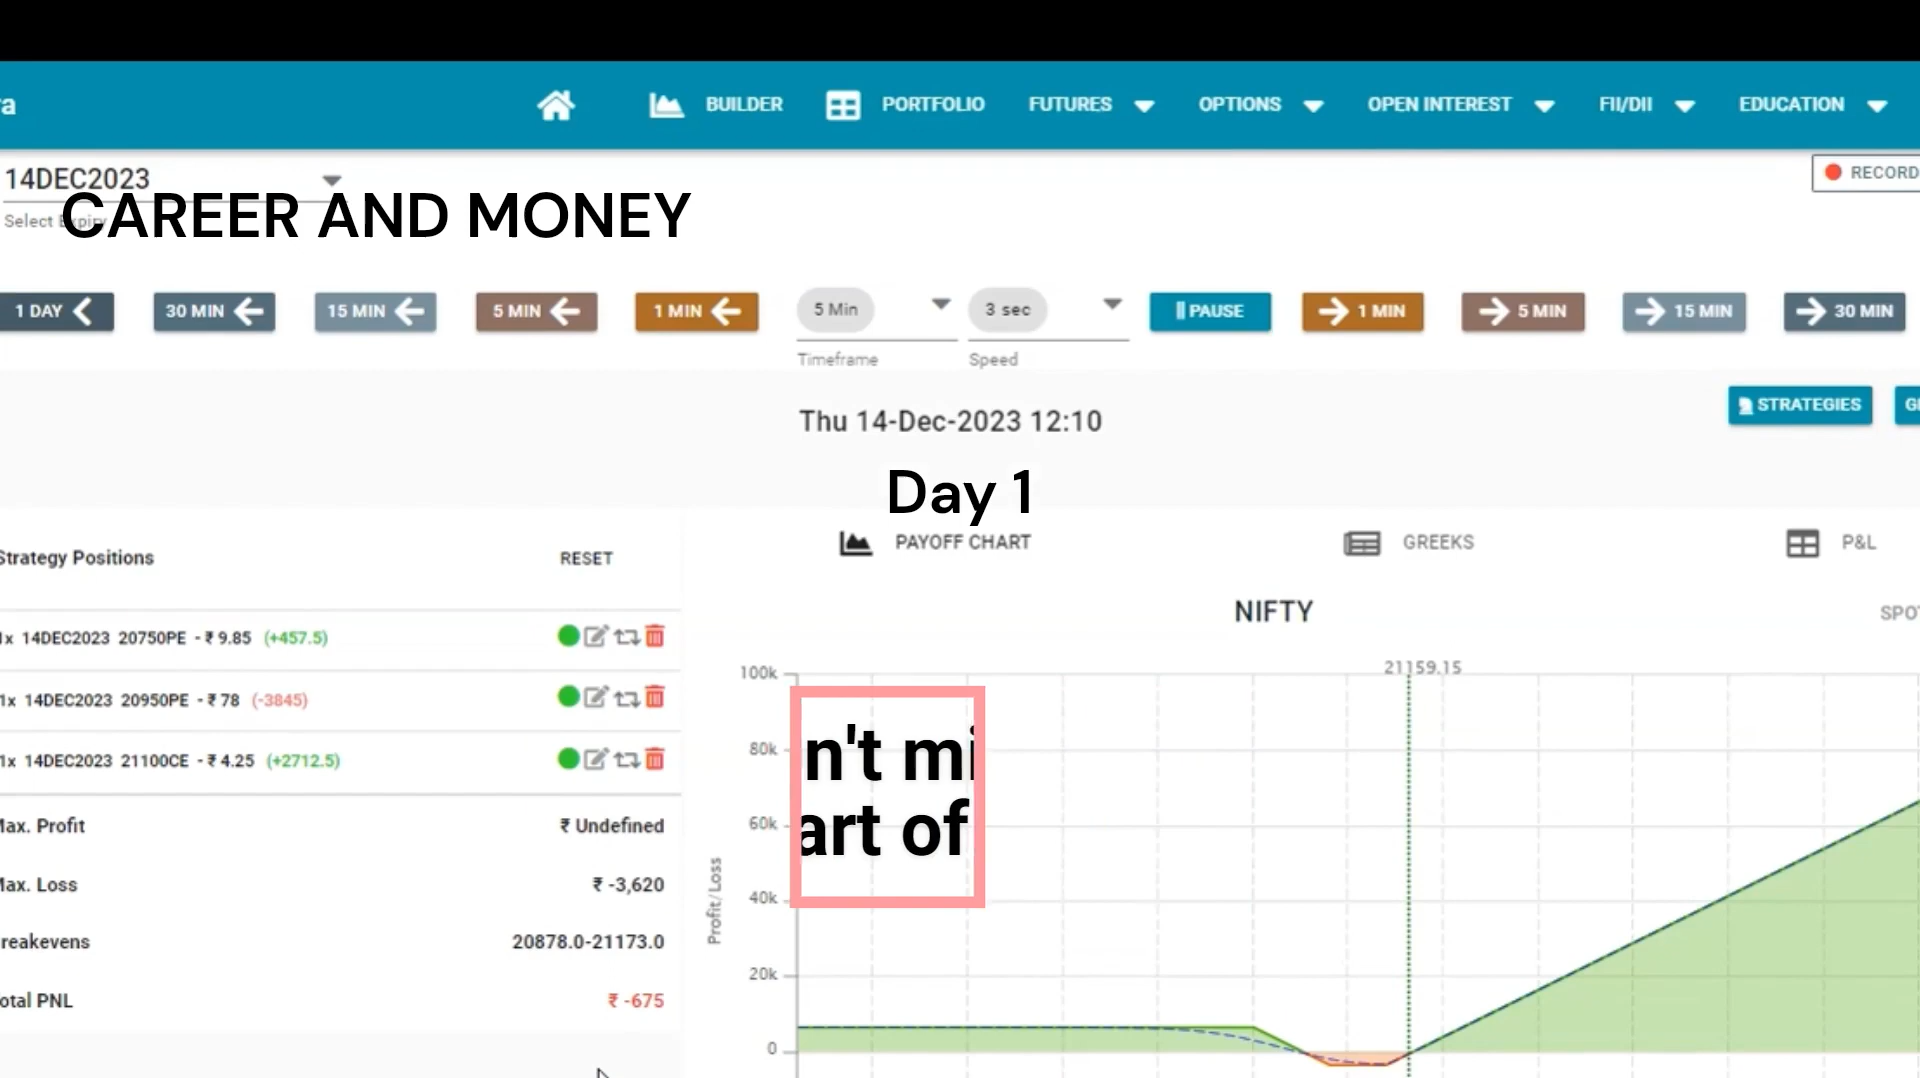 a
BUILDER PORTFOLIO FUTURES OPTIONS OPEN INTEREST FII/DII EDUCATION
14DEC2023
RECORD
Select Expiry
CAREER AND MONEY
1 DAY 30 MIN 15 MIN 5 MIN 1 MIN 5 Min 3 sec PAUSE 1 MIN 5 MIN 15 MIN 30 MIN
Timeframe Speed
STRATEGIES
Thu 14-Dec-2023 12:10
Day 1
PAYOFF CHART GREEKS P&L
Strategy Positions RESET
NIFTY
SPOT
1x 14DEC2023 20750PE - ₹ 9.85 (+457.5)
21159.15
100k
1x 14DEC2023 20950PE - ₹ 78 (-3845)
n't mi
80k
1x 14DEC2023 21100CE - ₹ 4.25 (+2712.5)
art of
60k
Max. Profit ₹ Undefined
Max. Loss ₹ -3,620
40k
Profit/Loss
reakevens 20878.0-21173.0
20k
otal PNL ₹ -675
0